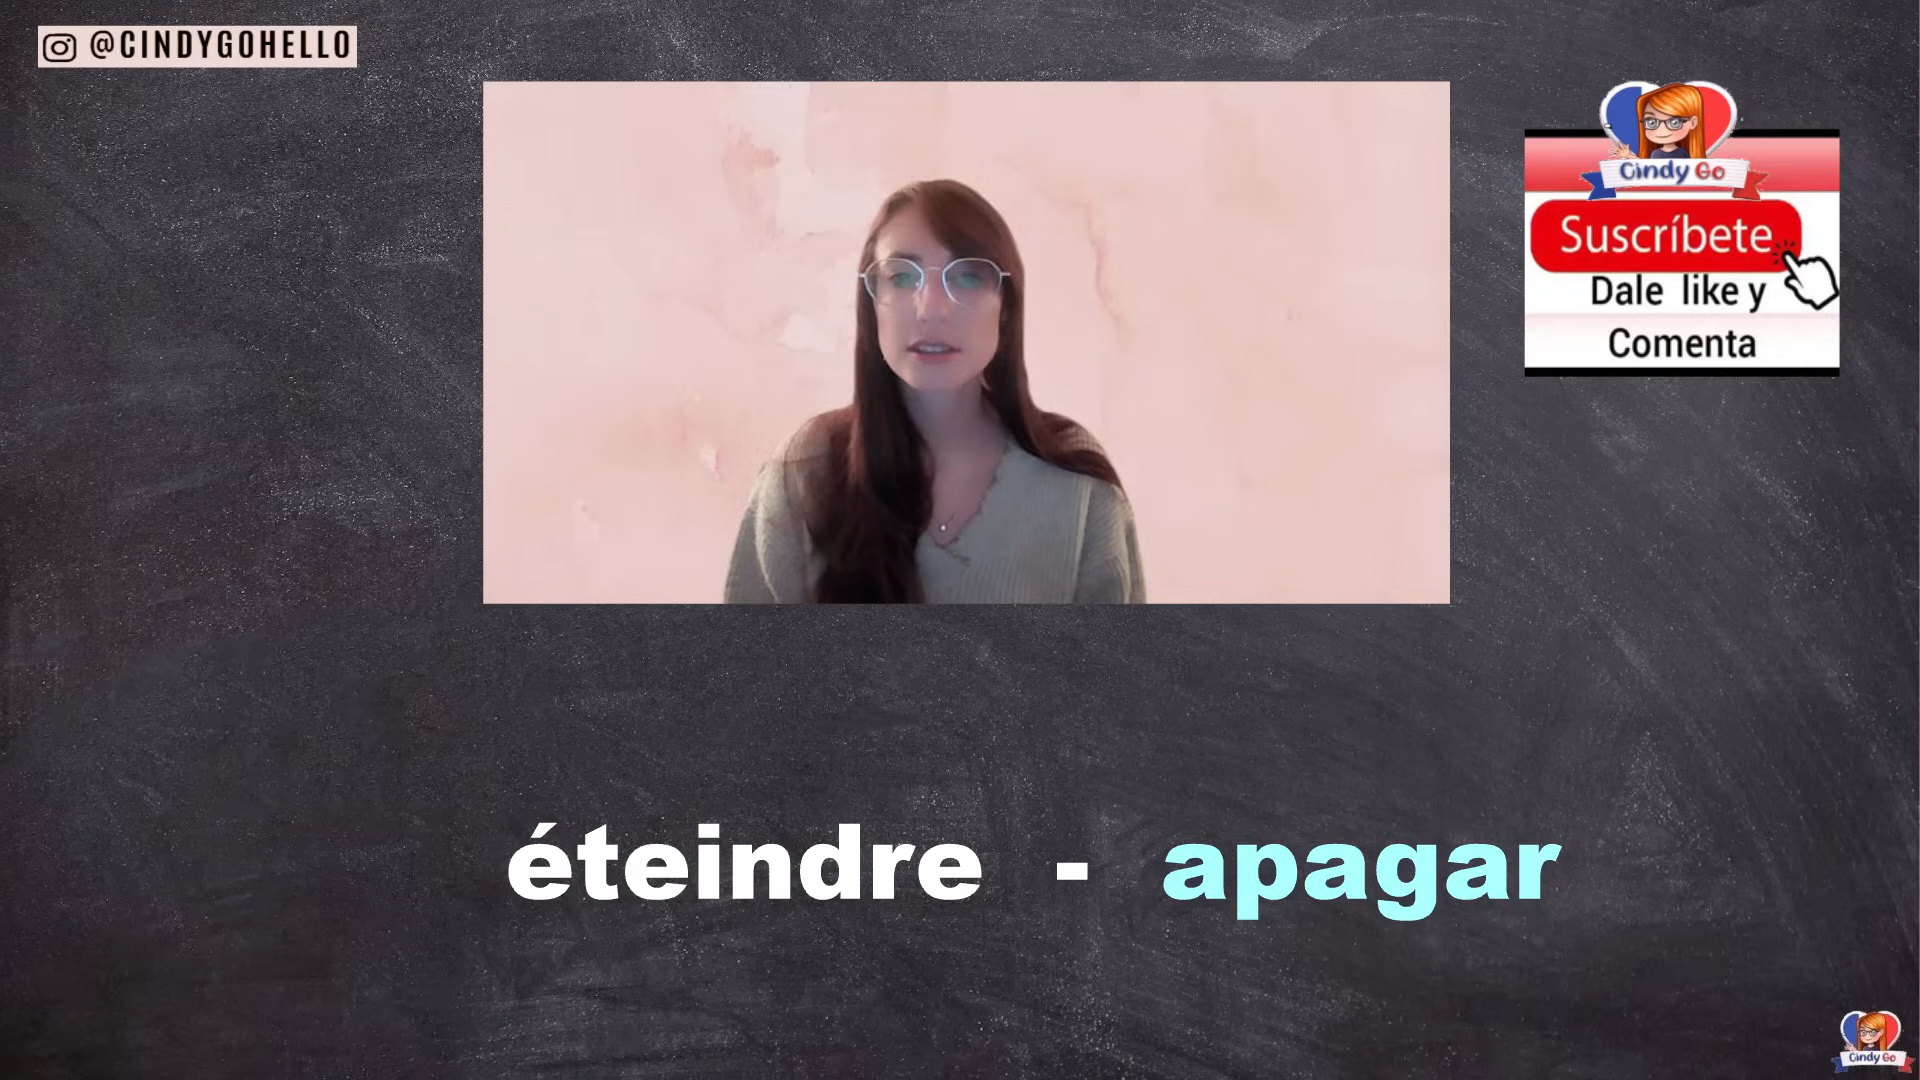 @CINDYGOHELLO
Cindy Go
Suscríbete
Dale like y
Comenta
éteindre - apagar
Cindy Go